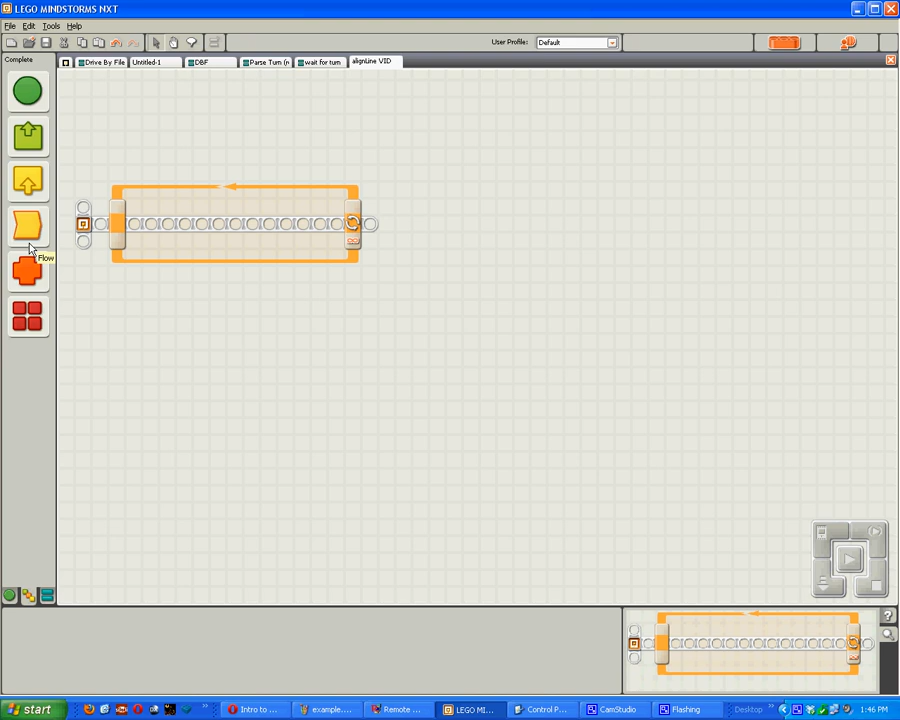 LEGO MINDSTORMS NXT
File Edit Tools Help
User Profile: Default
Complete
Drive By File Untitled-1 DBF Parse Turn (n wait for turn alignLine VID
Flow
start Intro to ... example.... Remote ... LEGO MI... Control P... CamStudio Flashing Desktop 1:46 PM